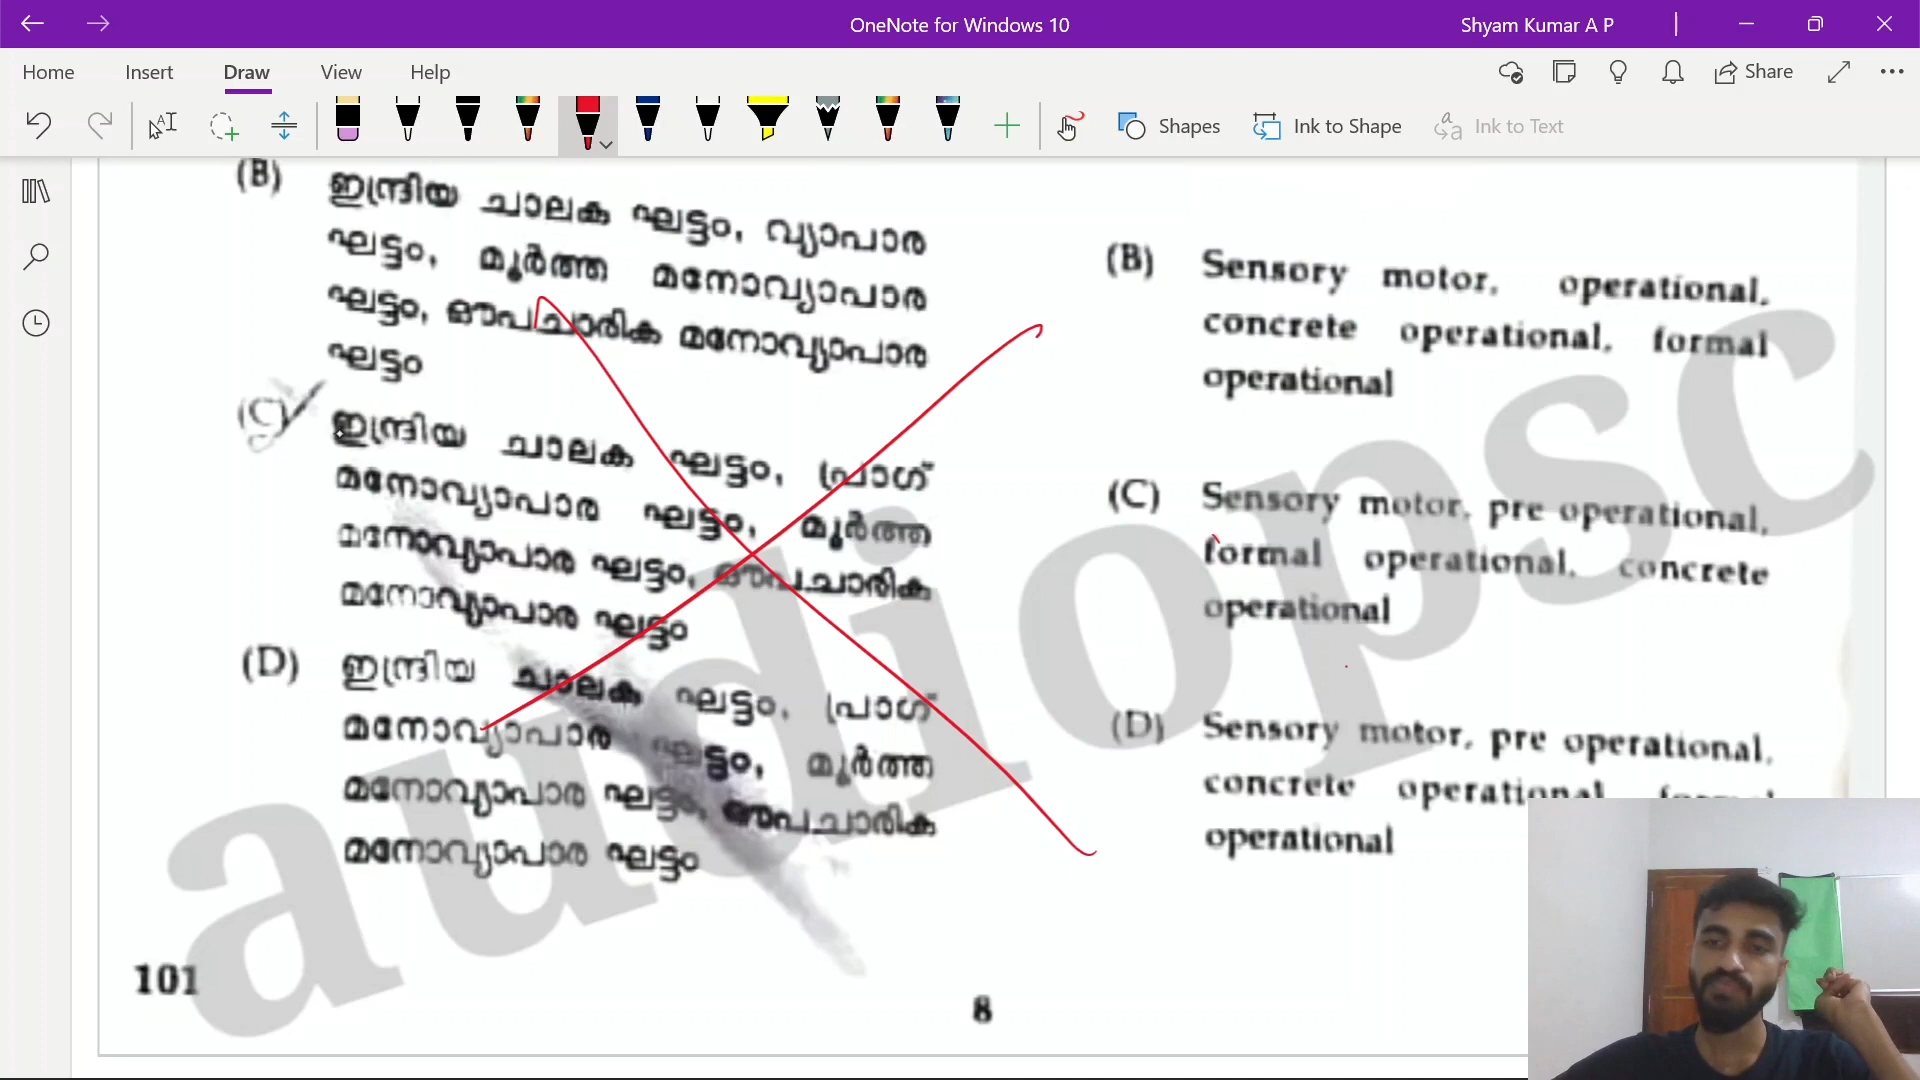 OneNote for Windows 10
Shyam Kumar A P
Home Insert Draw View Help
Share
Shapes
Ink to Shape
Ink to Text
(B) ഇന്ദ്രിയ ചാലക ഘട്ടം, വ്യാപാര
ഘട്ടം, മൂർത്ത മനോവ്യാപാര
ഘട്ടം, ഔപചാരിക മനോവ്യാപാര
ഘട്ടം
(C) ഇന്ദ്രിയ ചാലക ഘട്ടം, പ്രാഗ്
മനോവ്യാപാര ഘട്ടം, മൂർത്ത
മനോവ്യാപാര ഘട്ടം, ഔപചാരിക
മനോവ്യാപാര ഘട്ടം
(D) ഇന്ദ്രിയ ചാലക ഘട്ടം, പ്രാഗ്
മനോവ്യാപാര ഘട്ടം, മൂർത്ത
മനോവ്യാപാര ഘട്ടം, ഔപചാരിക
മനോവ്യാപാര ഘട്ടം
(B) Sensory motor, operational,
concrete operational, formal
operational
(C) Sensory motor, pre operational,
formal operational, concrete
operational
(D) Sensory motor, pre operational,
concrete operational
operational
audiopsc
101
8